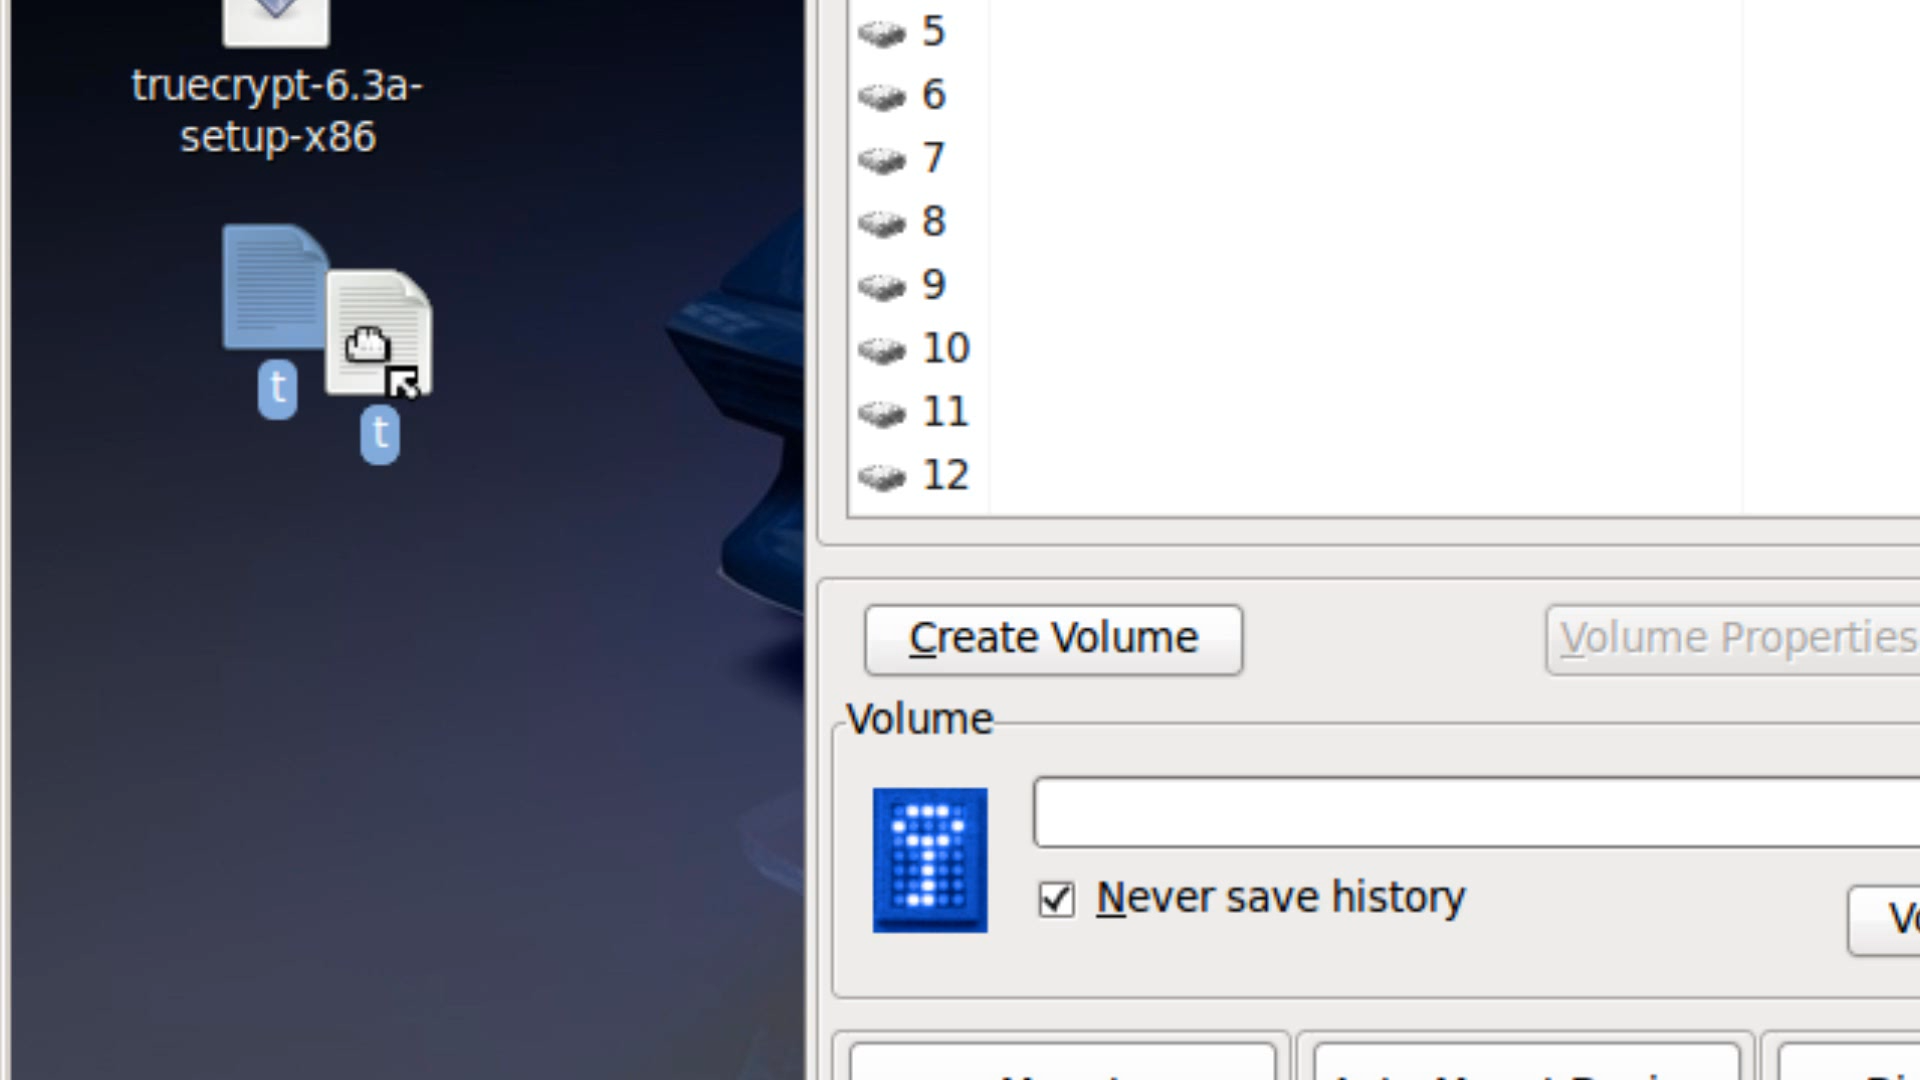 truecrypt-6.3a-
setup-x86
t
t
5
6
7
8
9
10
11
12
Create Volume
Volume Properties
Volume
Never save history